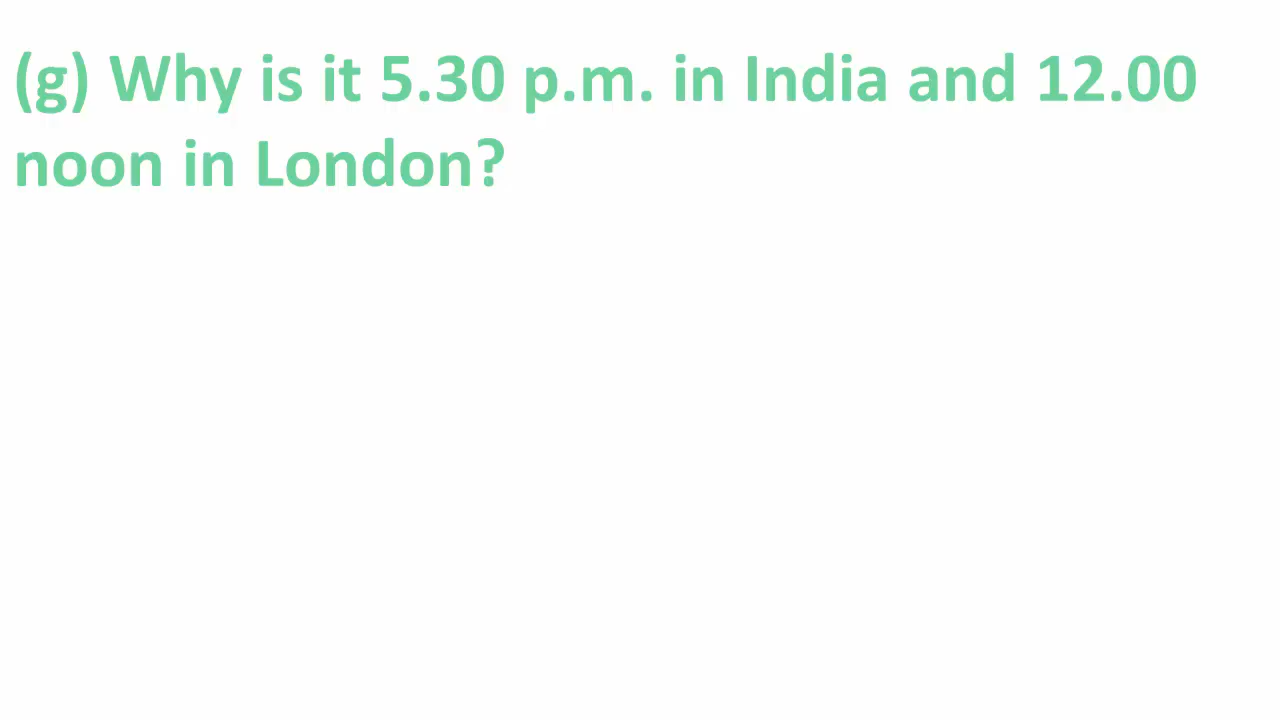 (g) Why is it 5.30 p.m. in India and 12.00
noon in London?